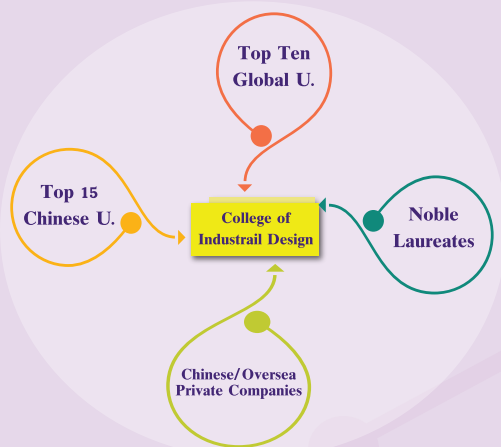 Top Ten
Global U.
Top 15
Chinese U.
College of
Industrail Design
Noble
Laureates
Chinese/Oversea
Private Companies